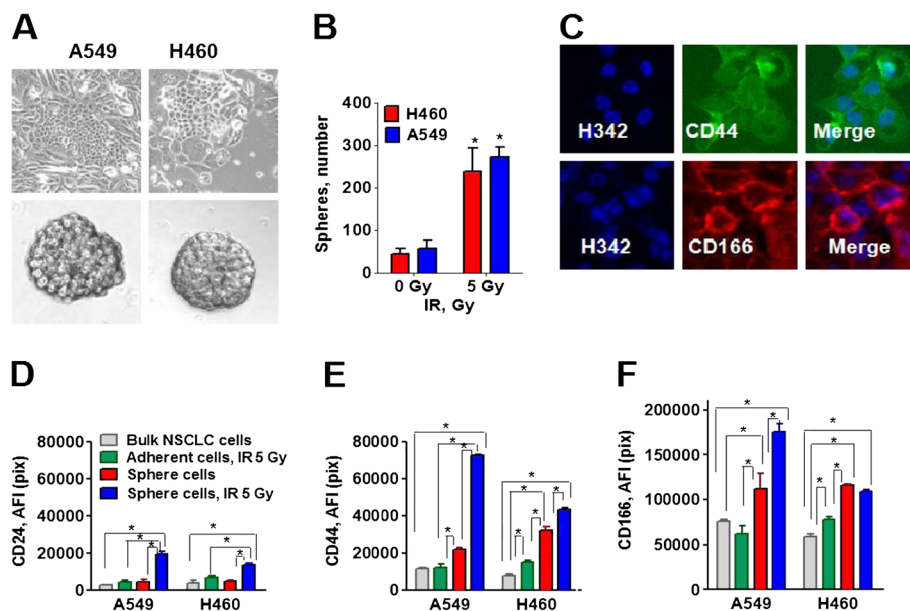 A
A549 H460
B
Spheres, number
400
300
200
100
0
H460
A549
* *
0 Gy 5 Gy
IR, Gy
C
H342 CD44 Merge
H342 CD166 Merge
D
CD24, AFI (pix)
80000
60000
40000
20000
0
Bulk NSCLC cells
Adherent cells, IR 5 Gy
Sphere cells
Sphere cells, IR 5 Gy
* *
* *
* *
A549 H460
E
CD44, AFI (pix)
80000
60000
40000
20000
0
*
* *
*
*
* *
* *
*
A549 H460
F
CD166, AFI (pix)
200000
150000
100000
50000
0
*
* *
*
*
*
* *
A549 H460